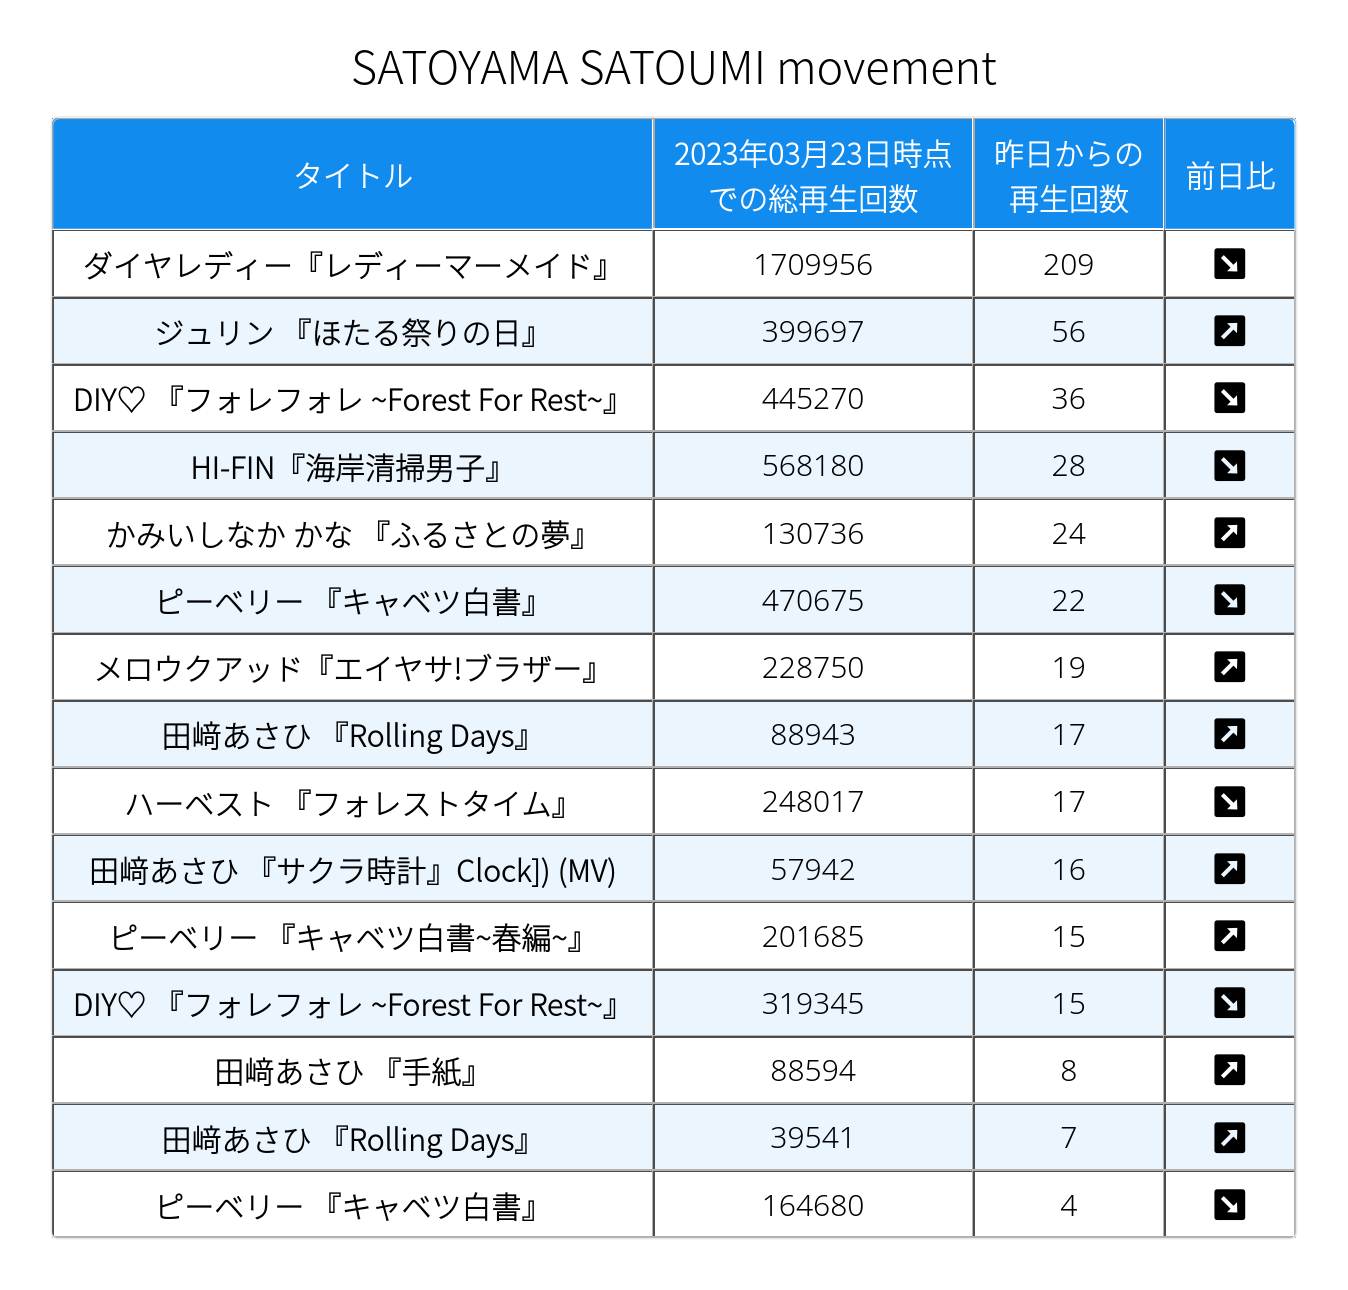 SATOYAMA SATOUMI movement
タイトル 2023年03月23日時点での総再生回数 昨日からの再生回数 前日比
ダイヤレディー『レディーマーメイド』 1709956 209 ↘
ジュリン 『ほたる祭りの日』 399697 56 ↗
DIY♡ 『フォレフォレ ~Forest For Rest~』 445270 36 ↘
HI-FIN『海岸清掃男子』 568180 28 ↘
かみいしなか かな 『ふるさとの夢』 130736 24 ↗
ピーベリー 『キャベツ白書』 470675 22 ↘
メロウクアッド『エイヤサ!ブラザー』 228750 19 ↗
田﨑あさひ 『Rolling Days』 88943 17 ↗
ハーベスト 『フォレストタイム』 248017 17 ↘
田﨑あさひ 『サクラ時計』Clock]) (MV) 57942 16 ↗
ピーベリー 『キャベツ白書~春編~』 201685 15 ↗
DIY♡ 『フォレフォレ ~Forest For Rest~』 319345 15 ↘
田﨑あさひ 『手紙』 88594 8 ↗
田﨑あさひ 『Rolling Days』 39541 7 ↗
ピーベリー 『キャベツ白書』 164680 4 ↘